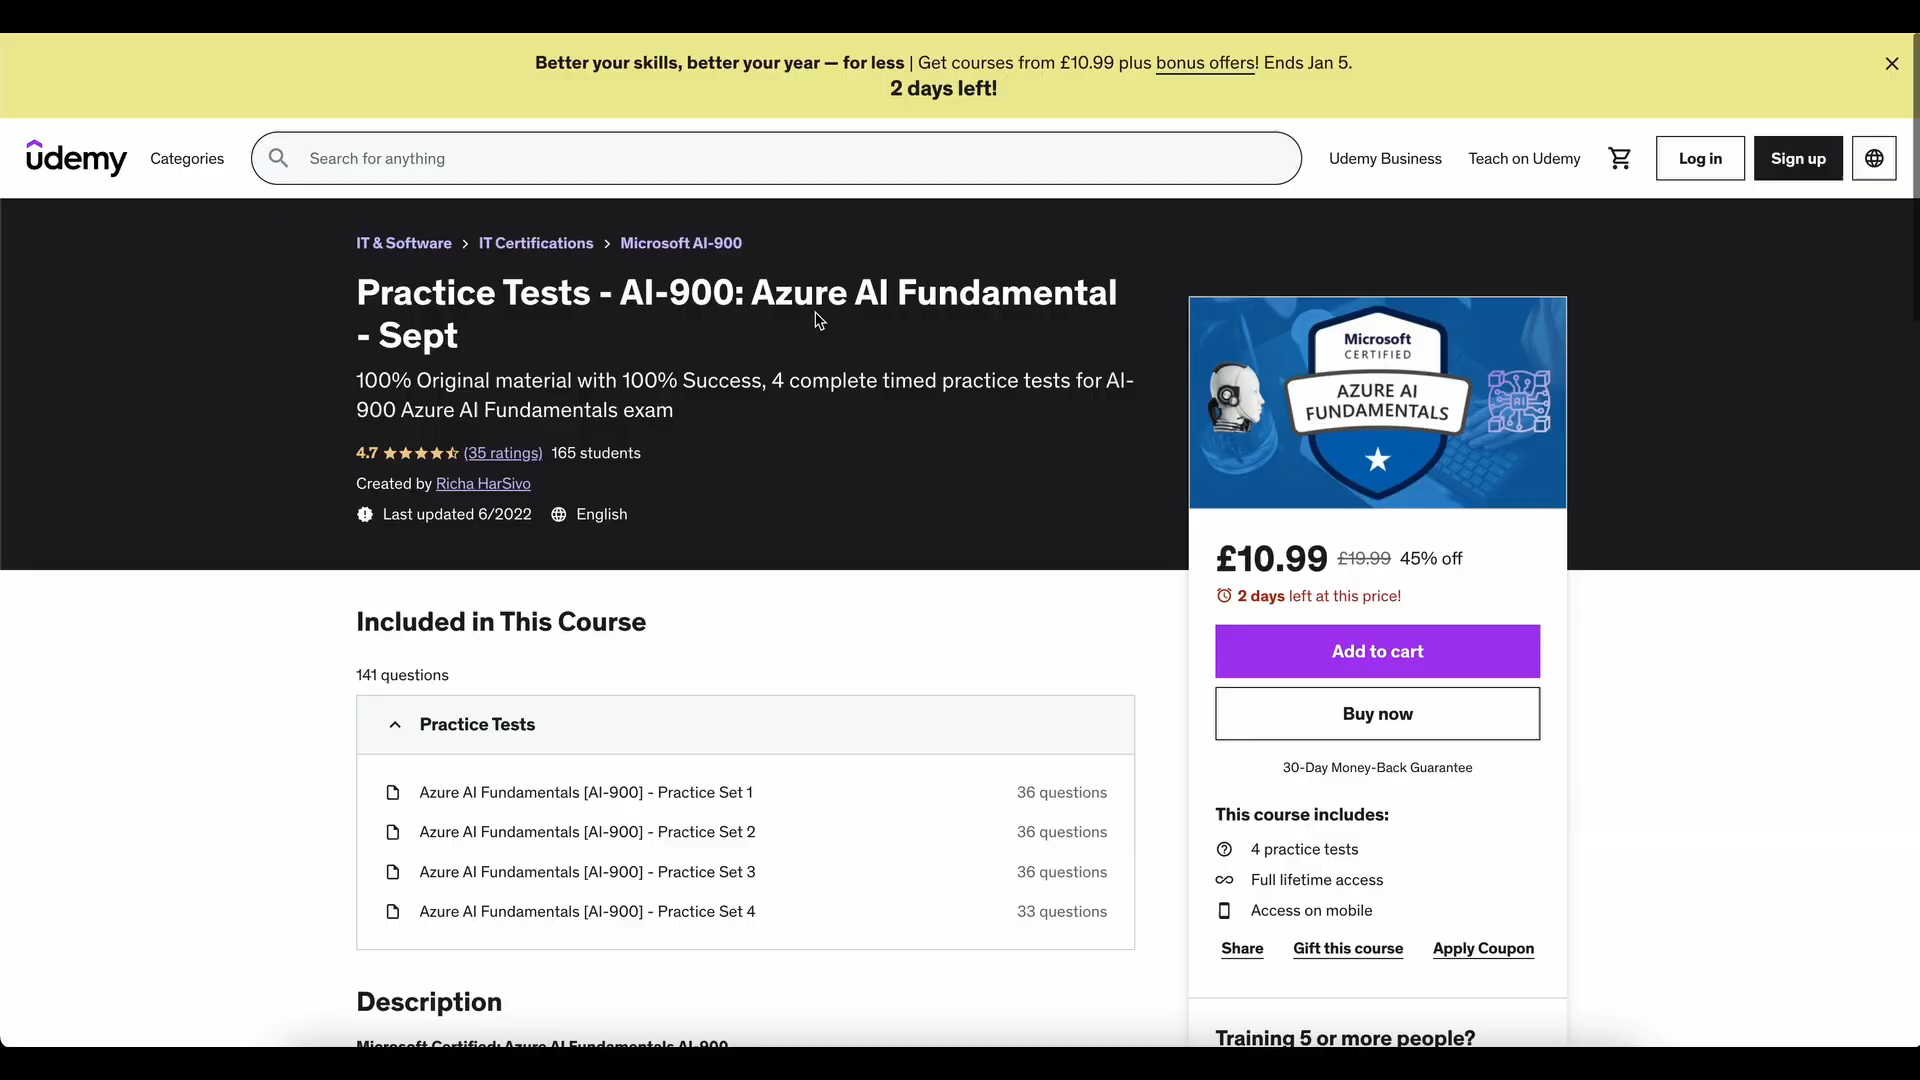 Better your skills, better your year — for less | Get courses from £10.99 plus bonus offers! Ends Jan 5.
2 days left!
udemy
Categories
Search for anything
Udemy Business
Teach on Udemy
Log in
Sign up
IT & Software > IT Certifications > Microsoft AI-900
Practice Tests - AI-900: Azure AI Fundamental
- Sept
100% Original material with 100% Success, 4 complete timed practice tests for AI-
900 Azure AI Fundamentals exam
4.7 (35 ratings) 165 students
Created by Richa HarSivo
Last updated 6/2022 English
Microsoft
CERTIFIED
AZURE AI
FUNDAMENTALS
AI
£10.99 £19.99 45% off
2 days left at this price!
Add to cart
Buy now
30-Day Money-Back Guarantee
This course includes:
4 practice tests
Full lifetime access
Access on mobile
Share
Gift this course
Apply Coupon
Training 5 or more people?
Included in This Course
141 questions
Practice Tests
Azure AI Fundamentals [AI-900] - Practice Set 1 36 questions
Azure AI Fundamentals [AI-900] - Practice Set 2 36 questions
Azure AI Fundamentals [AI-900] - Practice Set 3 36 questions
Azure AI Fundamentals [AI-900] - Practice Set 4 33 questions
Description
Microsoft Certified: Azure AI Fundamentals AI-900